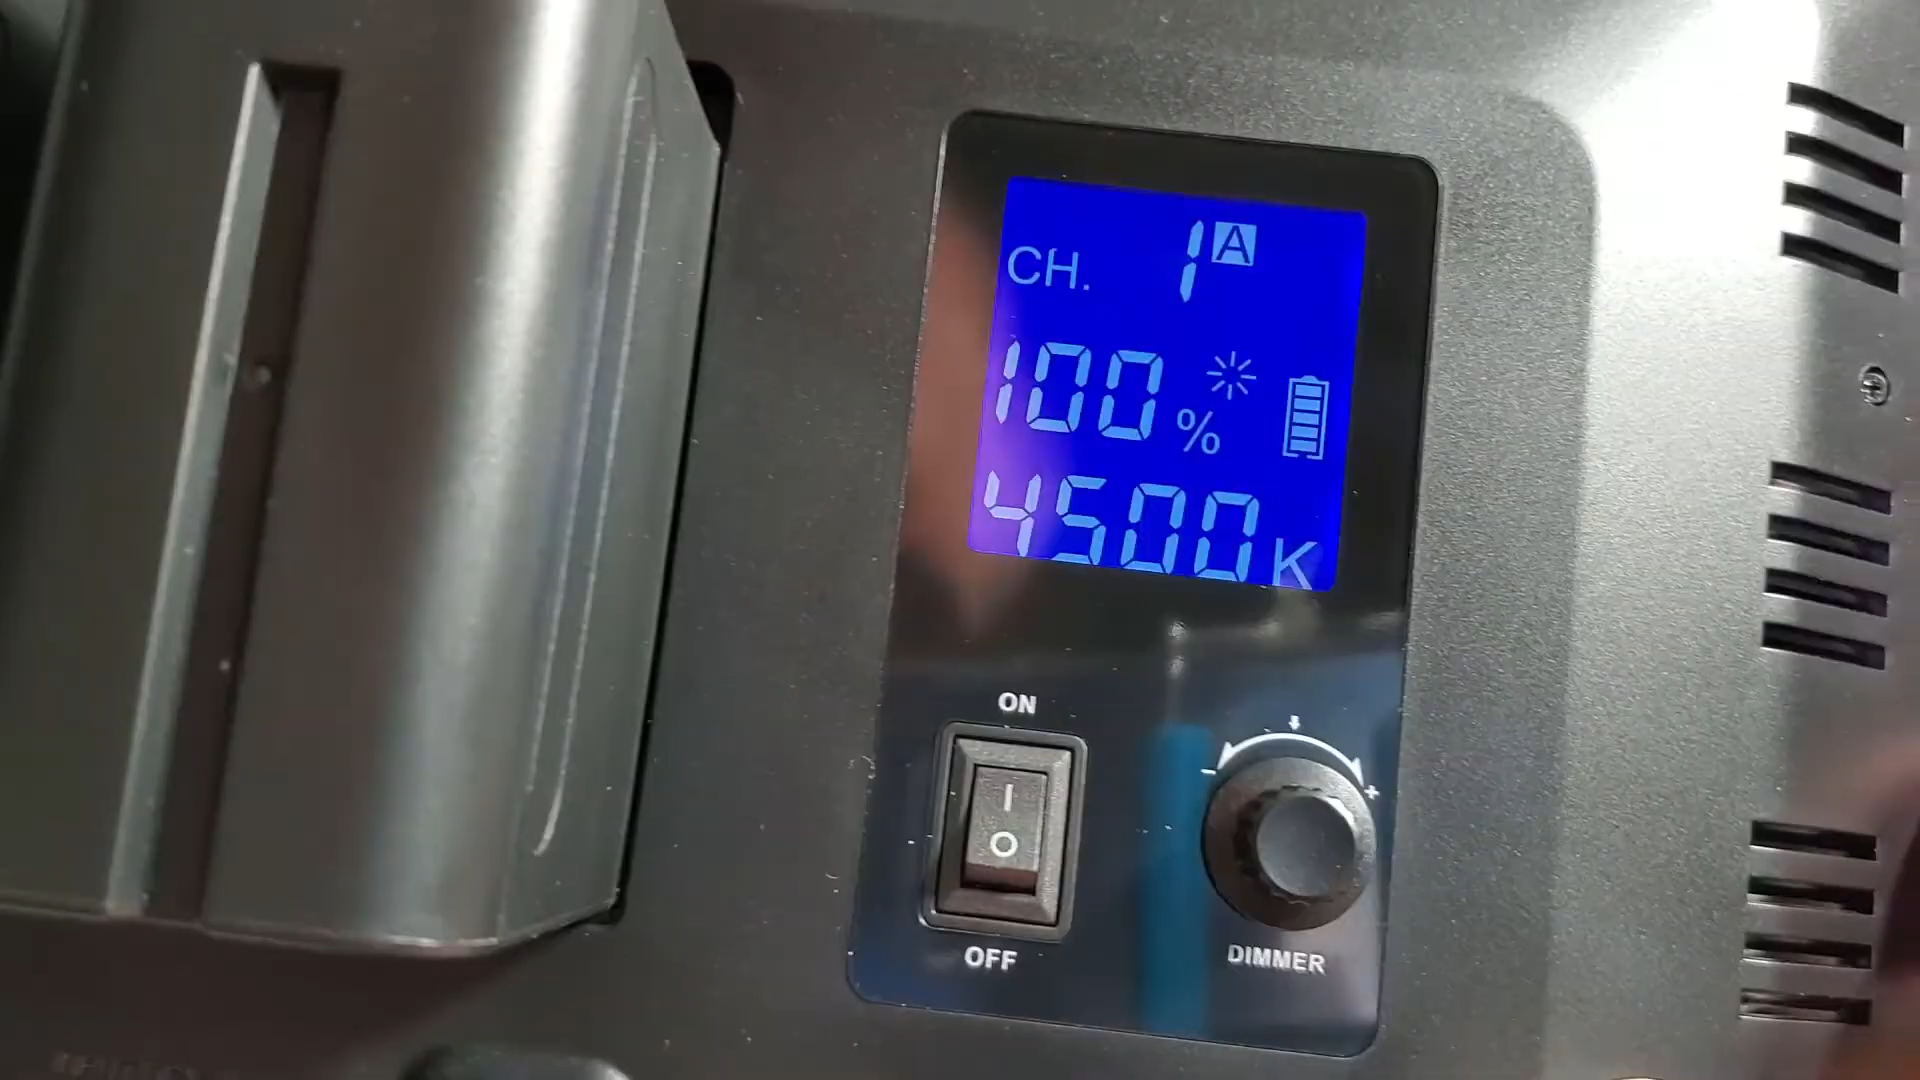 CH. 1 A
100 %
4500 K
ON
- +
I
O
OFF
DIMMER